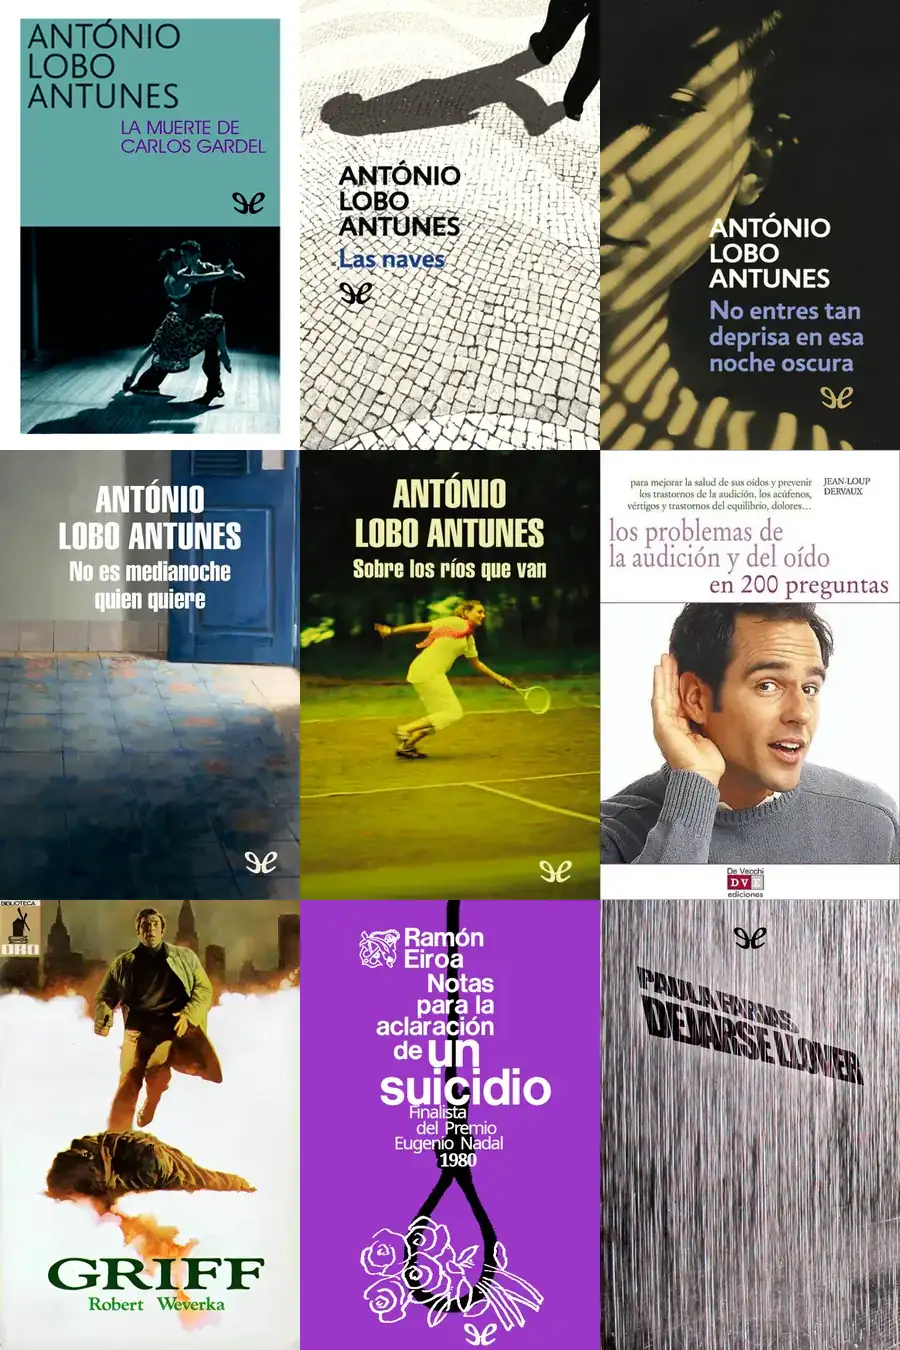 ANTÓNIO
LOBO
ANTUNES
LA MUERTE DE
CARLOS GARDEL
ANTÓNIO
LOBO
ANTUNES
Las naves
ANTÓNIO
LOBO
ANTUNES
No entres tan
deprisa en esa
noche oscura
ANTÓNIO
LOBO ANTUNES
No es medianoche
quien quiere
ANTÓNIO
LOBO ANTUNES
Sobre los ríos que van
para mejorar la salud de sus oídos y prevenir
los trastornos de la audición, los acúfenos,
vértigos y trastornos del equilibrio, dolores...
JEAN-LOUP
DERVAUX
los problemas de
la audición y del oído
en 200 preguntas
De Vecchi
DVE
ediciones
BIBLIOTECA
ORO
GRIFF
Robert Weverka
Ramón
Eiroa
Notas
para la
aclaración
de un
suicidio
Finalista
del Premio
Eugenio Nadal
1980
PAULA FARIAS
DEJARSE LLOVER